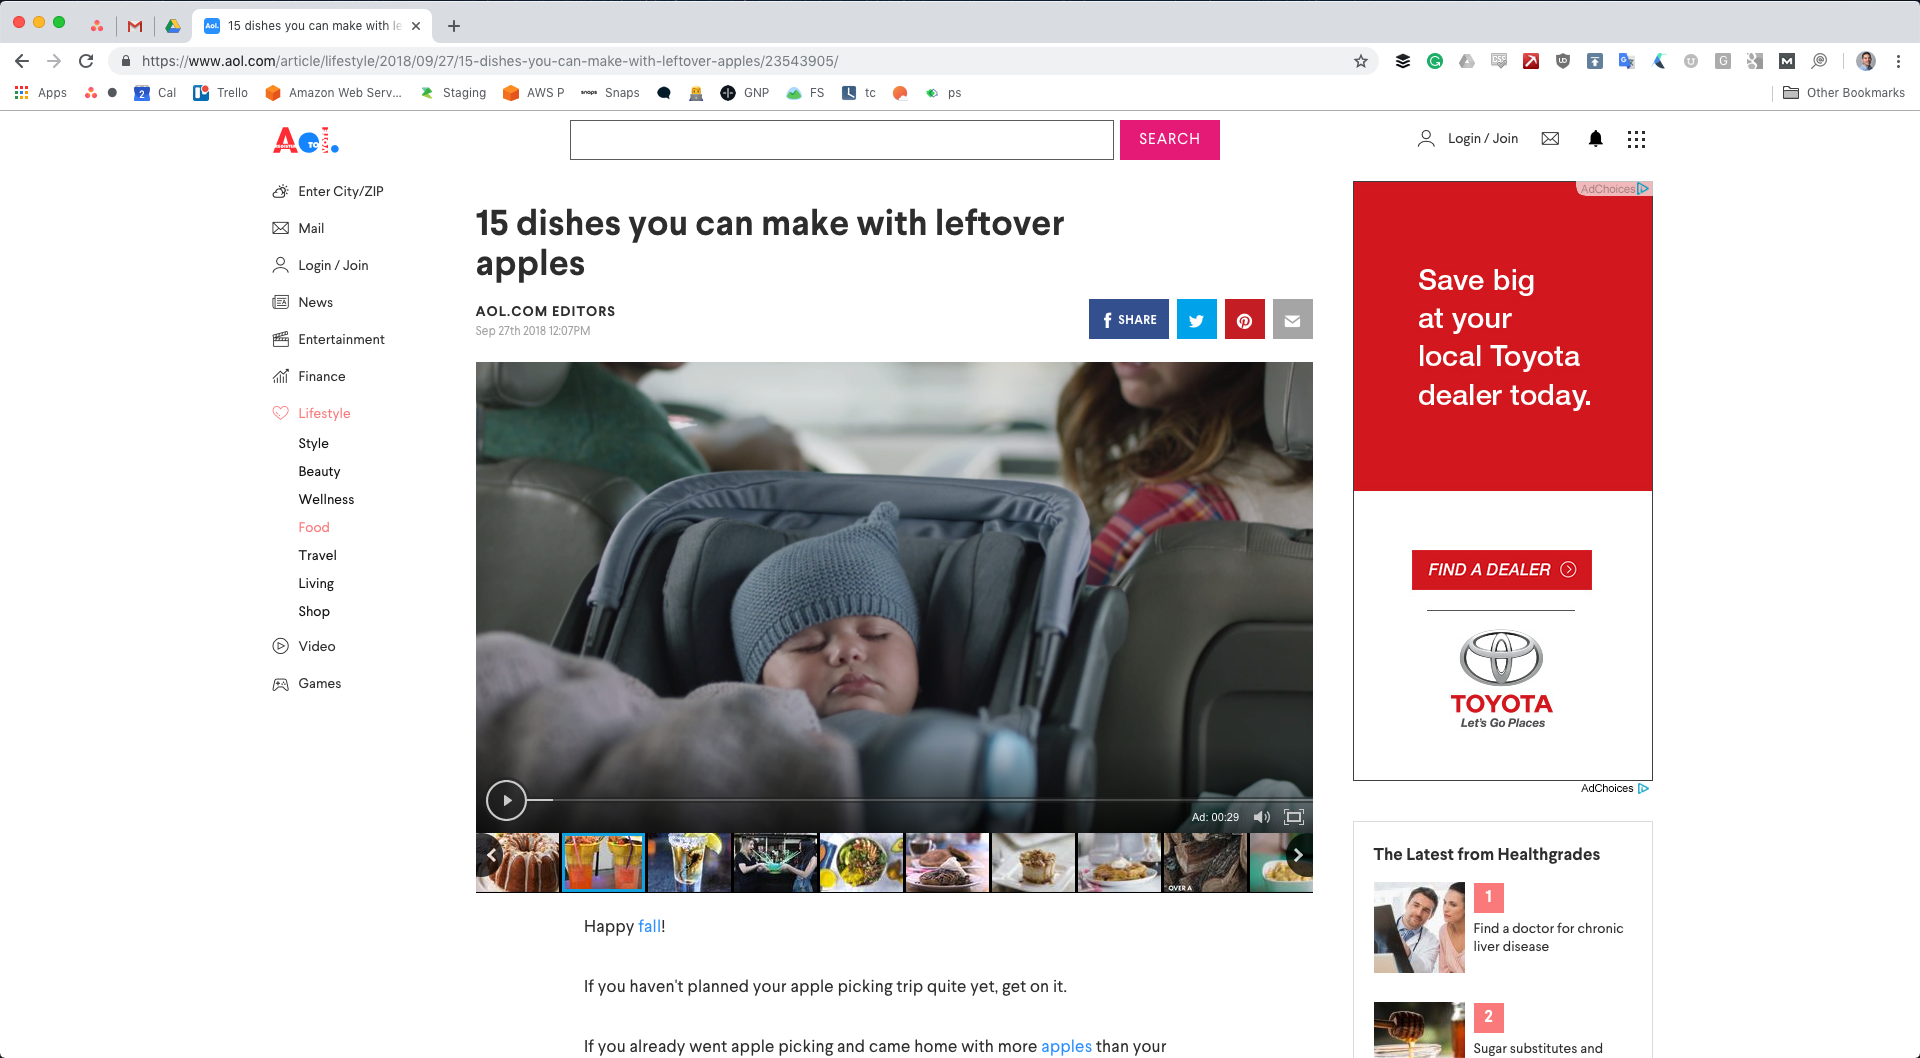 15 dishes you can make with le
https://www.aol.com/article/lifestyle/2018/09/27/15-dishes-you-can-make-with-leftover-apples/23543905/
Apps
Cal
Trello
Amazon Web Serv...
Staging
AWS P
Snaps
GNP
FS
tc
ps
Other Bookmarks
Aol.
SEARCH
Login / Join
Enter City/ZIP
Mail
Login / Join
News
Entertainment
Finance
Lifestyle
Style
Beauty
Wellness
Food
Travel
Living
Shop
Video
Games
15 dishes you can make with leftover
apples
AOL.COM EDITORS
Sep 27th 2018 12:07PM
SHARE
Ad: 00:29
OVER A
Happy fall!
If you haven't planned your apple picking trip quite yet, get on it.
If you already went apple picking and came home with more apples than your
AdChoices
Save big
at your
local Toyota
dealer today.
FIND A DEALER
TOYOTA
Let's Go Places
AdChoices
The Latest from Healthgrades
1
Find a doctor for chronic
liver disease
2
Sugar substitutes and